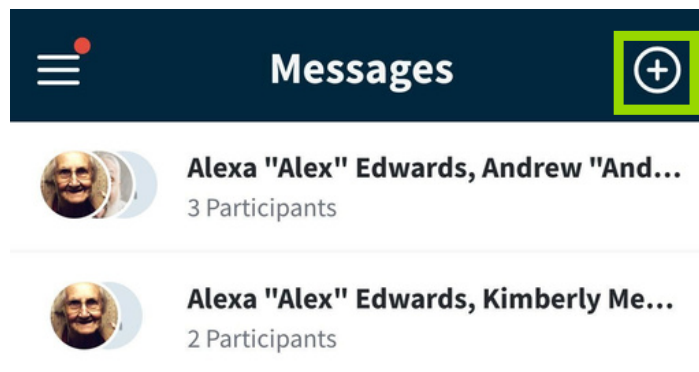 Messages
Alexa "Alex" Edwards, Andrew "And...
3 Participants
Alexa "Alex" Edwards, Kimberly Me...
2 Participants